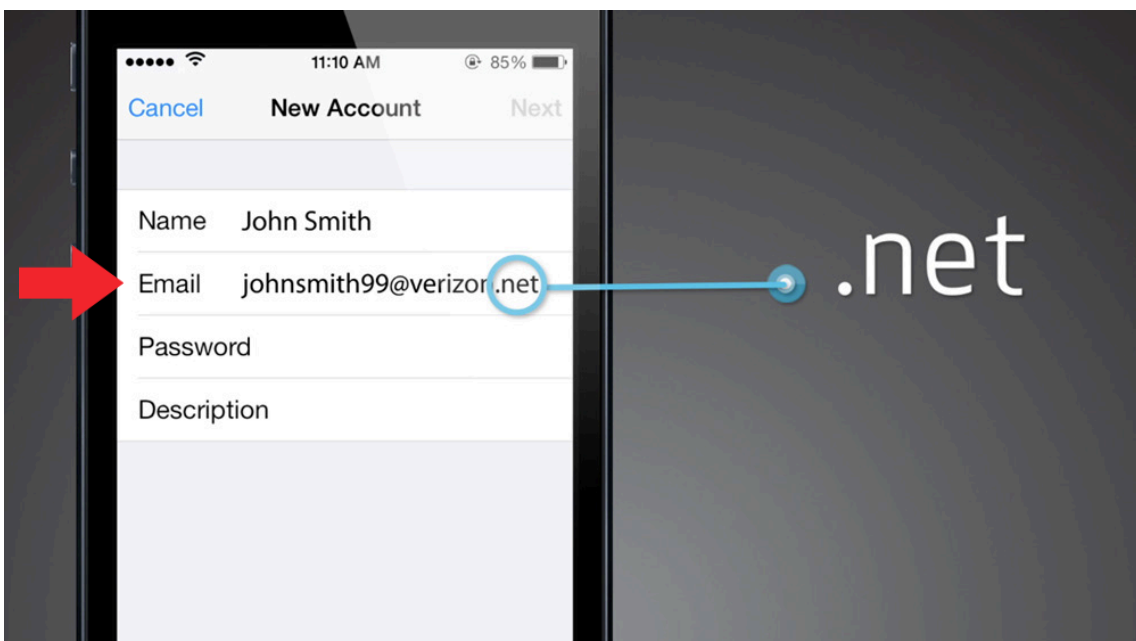 11:10 AM 85%
Cancel New Account Next
Name John Smith
Email johnsmith99@verizon.net
.net
Password
Description